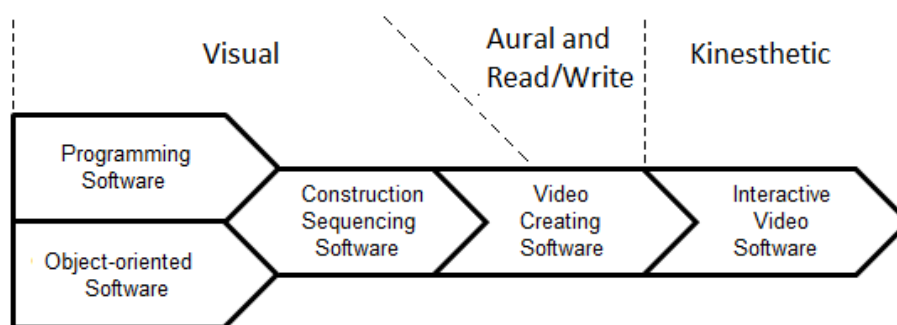 Visual
Aural and
Read/Write
Kinesthetic
Programming
Software
Object-oriented
Software
Construction
Sequencing
Software
Video
Creating
Software
Interactive
Video
Software